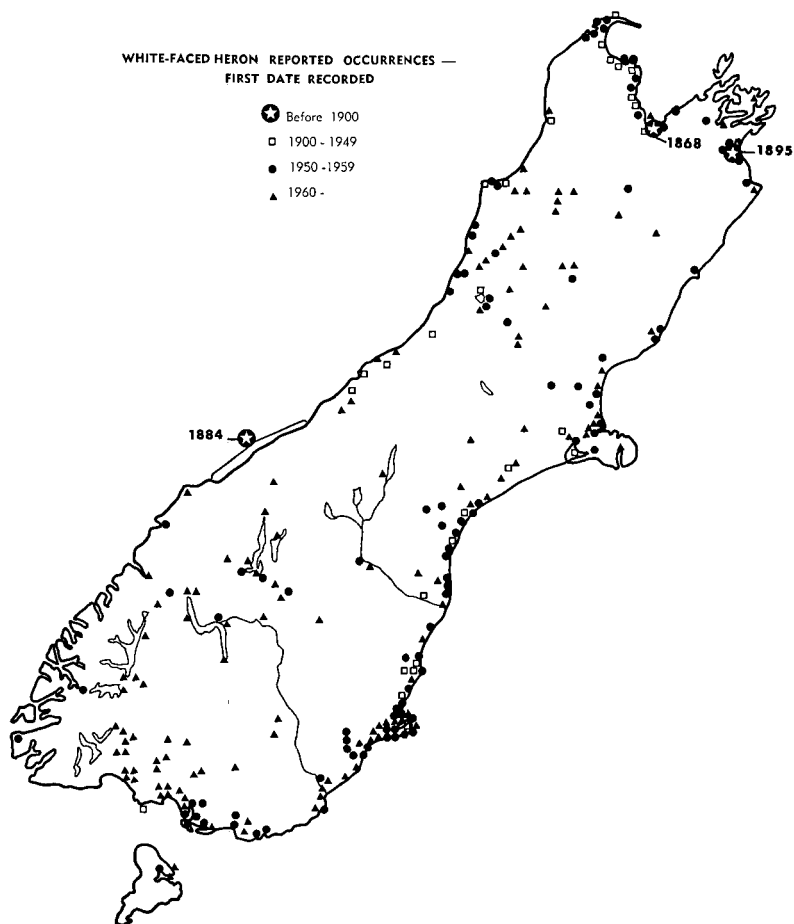 WHITE-FACED HERON REPORTED OCCURRENCES —
FIRST DATE RECORDED
Before 1900
1900 - 1949
1950 - 1959
1960 -
1868
1895
1884